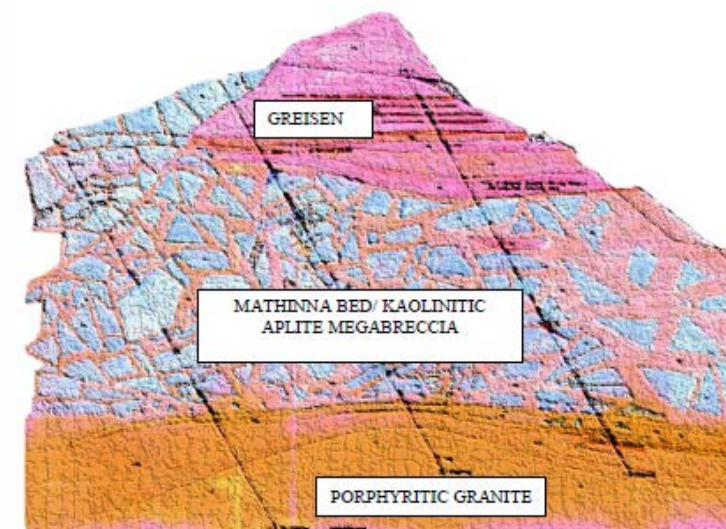 GREISEN
MATHINNA BED/ KAOLINITIC
APLITE MEGABRECCIA
PORPHYRITIC GRANITE